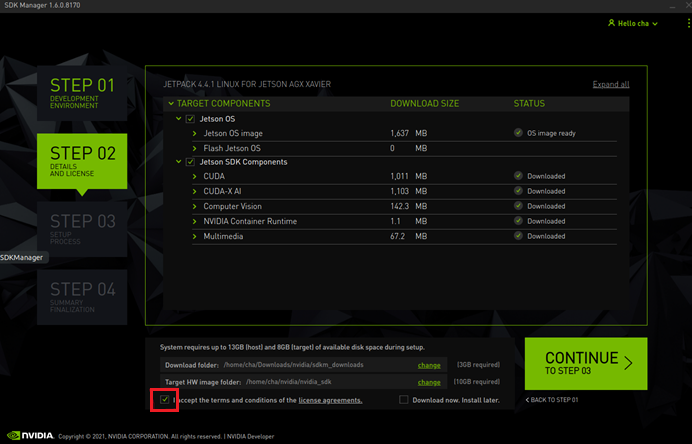 SDK Manager 1.6.0.8170
Hello cha
STEP 01
DEVELOPMENT
ENVIRONMENT
STEP 02
DETAILS
AND LICENSE
STEP 03
SETUP
PROCESS
SDKManager
STEP 04
SUMMARY
FINALIZATION
JETPACK 4.4.1 LINUX FOR JETSON AGX XAVIER
Expand all
TARGET COMPONENTS DOWNLOAD SIZE STATUS
Jetson OS
Jetson OS image 1,637 MB OS image ready
Flash Jetson OS 0 MB
Jetson SDK Components
CUDA 1,011 MB Downloaded
CUDA-X AI 1,103 MB Downloaded
Computer Vision 142.3 MB Downloaded
NVIDIA Container Runtime 1.1 MB Downloaded
Multimedia 67.2 MB Downloaded
System requires up to 13GB (host) and 8GB (target) of available disk space during setup.
Download folder: /home/cha/Downloads/nvidia/sdkm_downloads change (3GB required)
Target HW image folder: /home/cha/nvidia/nvidia_sdk change (10GB required)
I accept the terms and conditions of the license agreements. Download now. Install later.
CONTINUE
TO STEP 03
BACK TO STEP 01
NVIDIA. Copyright © 2021, NVIDIA CORPORATION. All rights reserved. | NVIDIA Developer